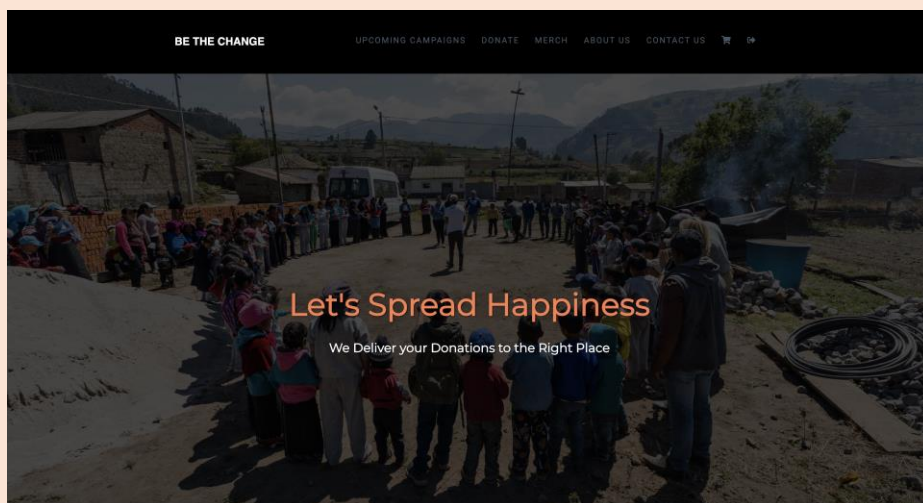 BE THE CHANGE
UPCOMING CAMPAIGNS DONATE MERCH ABOUT US CONTACT US
Let's Spread Happiness
We Deliver your Donations to the Right Place